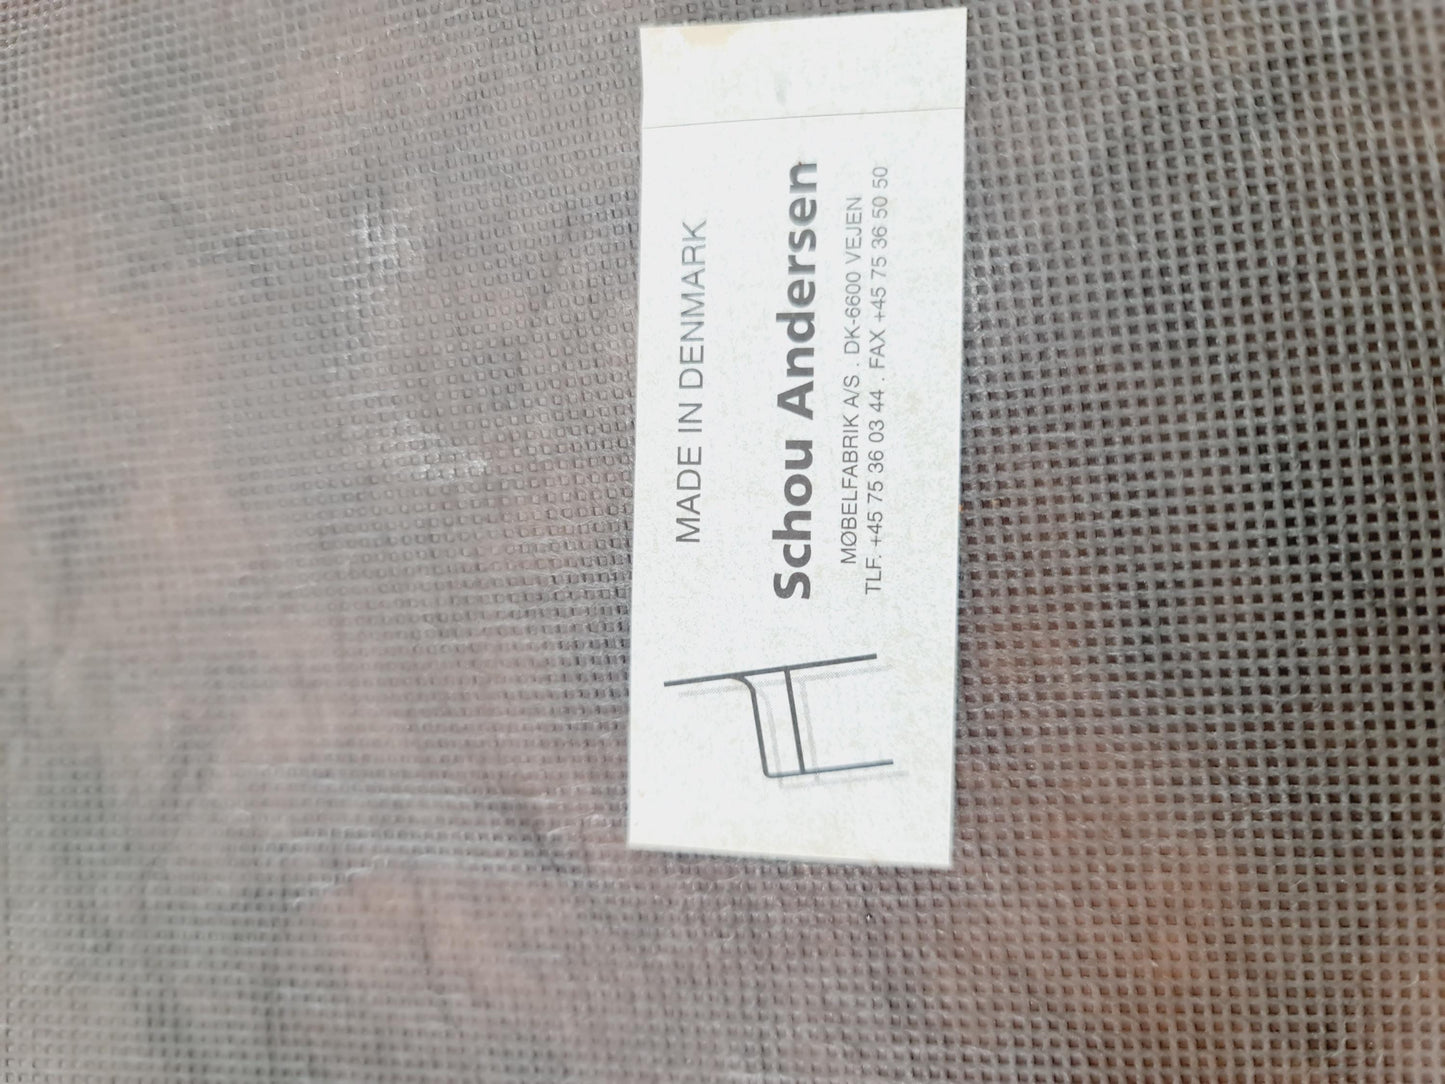 MADE IN DENMARK
Schou Andersen
MØBELFABRIK A/S . DK-6600 VEJEN
TLF. +45 75 36 03 44 . FAX +45 75 36 50 50